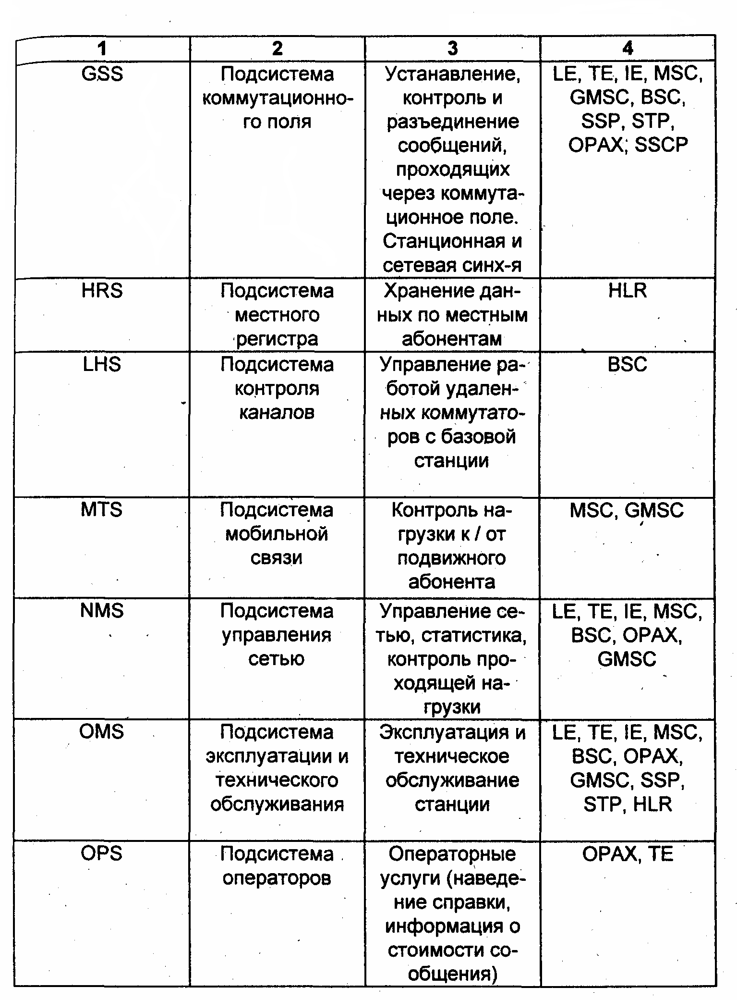 1
2
3
4
GSS
Подсистема
коммутационно-
го поля
Устанавление,
контроль и
разъединение
сообщений,
проходящих
через коммута-
ционное поле.
Станционная и
сетевая синх-я
LE, TE, IE, MSC,
GMSC, BSC,
SSP, STP,
OPAX; SSCP
HRS
Подсистема
местного
регистра
Хранение дан-
ных по местным
абонентам
HLR
LHS
Подсистема
контроля
каналов
Управление ра-
ботой удален-
ных коммутато-
ров с базовой
станции
BSC
MTS
Подсистема
мобильной
связи
Контроль на-
грузки к / от
подвижного
абонента
MSC, GMSC
NMS
Подсистема
управления
сетью
Управление се-
тью, статистика,
контроль про-
ходящей на-
грузки
LE, TE, IE, MSC,
BSC, OPAX,
GMSC
OMS
Подсистема
эксплуатации и
технического
обслуживания
Эксплуатация и
техническое
обслуживание
станции
LE, TE, IE, MSC,
BSC, OPAX,
GMSC, SSP,
STP, HLR
OPS
Подсистема
операторов
Операторные
услуги (наведе-
ние справки,
информация о
стоимости со-
общения)
OPAX, TE